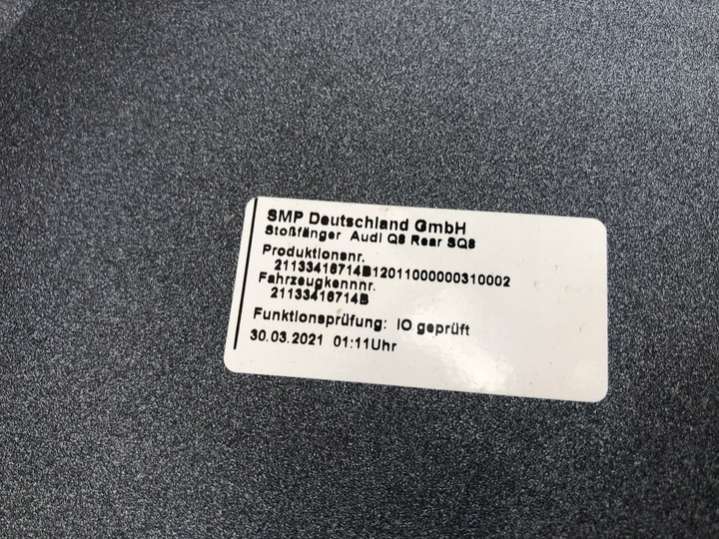 SMP Deutschland GmbH
Stoßfänger Audi Q8 Rear SQ8
Produktionsnr.
21133416714B12011000000310002
Fahrzeugkennnr.
21133416714B
Funktionsprüfung: IO geprüft
30.03.2021 01:11Uhr